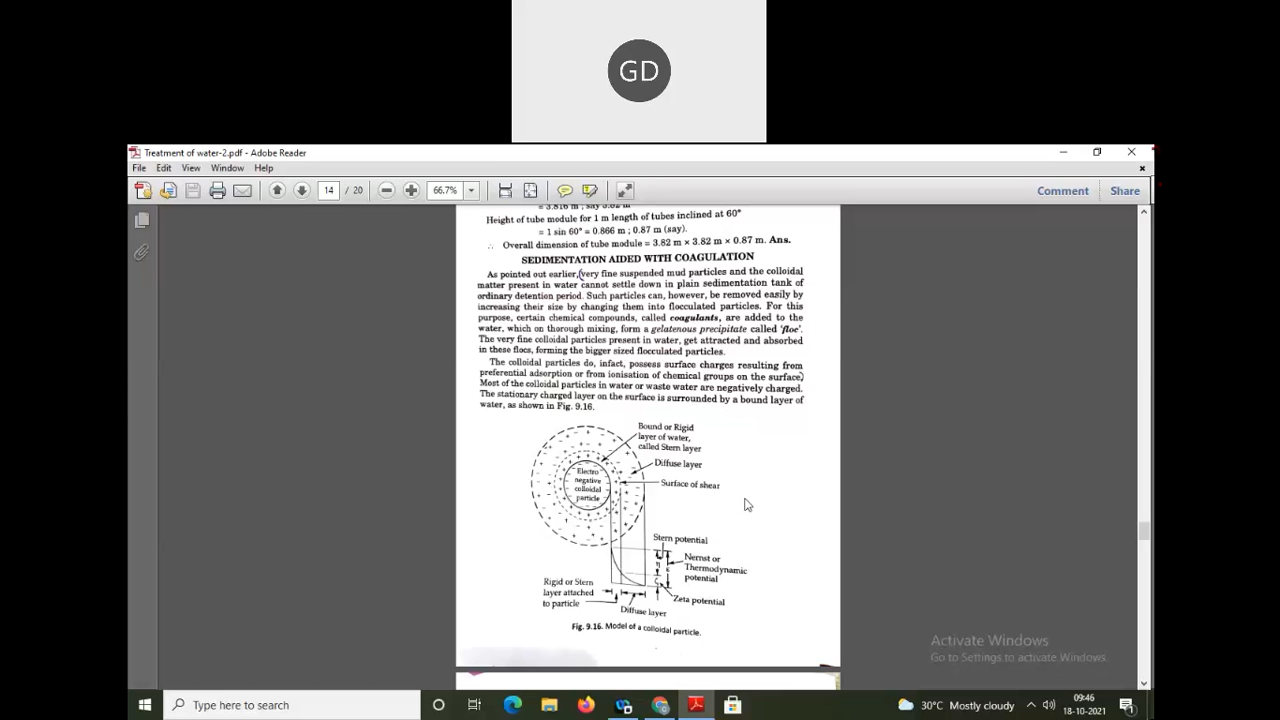 GD
Treatment of water-2.pdf - Adobe Reader
File Edit View Window Help
14 / 20 66.7% Comment Share
= 3.816 m ; say 3.82 m
Height of tube module for 1 m length of tubes inclined at 60°
= 1 sin 60° = 0.866 m ; 0.87 m (say).
∴ Overall dimension of tube module = 3.82 m × 3.82 m × 0.87 m. Ans.
SEDIMENTATION AIDED WITH COAGULATION
As pointed out earlier,(very fine suspended mud particles and the colloidal
matter present in water cannot settle down in plain sedimentation tank of
ordinary detention period. Such particles can, however, be removed easily by
increasing their size by changing them into flocculated particles. For this
purpose, certain chemical compounds, called coagulants, are added to the
water, which on thorough mixing, form a gelatenous precipitate called 'floc'.
The very fine colloidal particles present in water, get attracted and absorbed
in these flocs, forming the bigger sized flocculated particles.
The colloidal particles do, infact, possess surface charges resulting from
preferential adsorption or from ionisation of chemical groups on the surface)
Most of the colloidal particles in water or waste water are negatively charged.
The stationary charged layer on the surface is surrounded by a bound layer of
water, as shown in Fig. 9.16.
Bound or Rigid
layer of water,
called Stern layer
Diffuse layer
Surface of shear
Electro
negative
colloidal
particle
Stern potential
Nernst or
Thermodynamic
potential
Zeta potential
Rigid or Stern
layer attached
to particle
Diffuse layer
Fig. 9.16. Model of a colloidal particle.
Activate Windows
Go to Settings to activate Windows.
Type here to search
30°C Mostly cloudy
09:46
18-10-2021